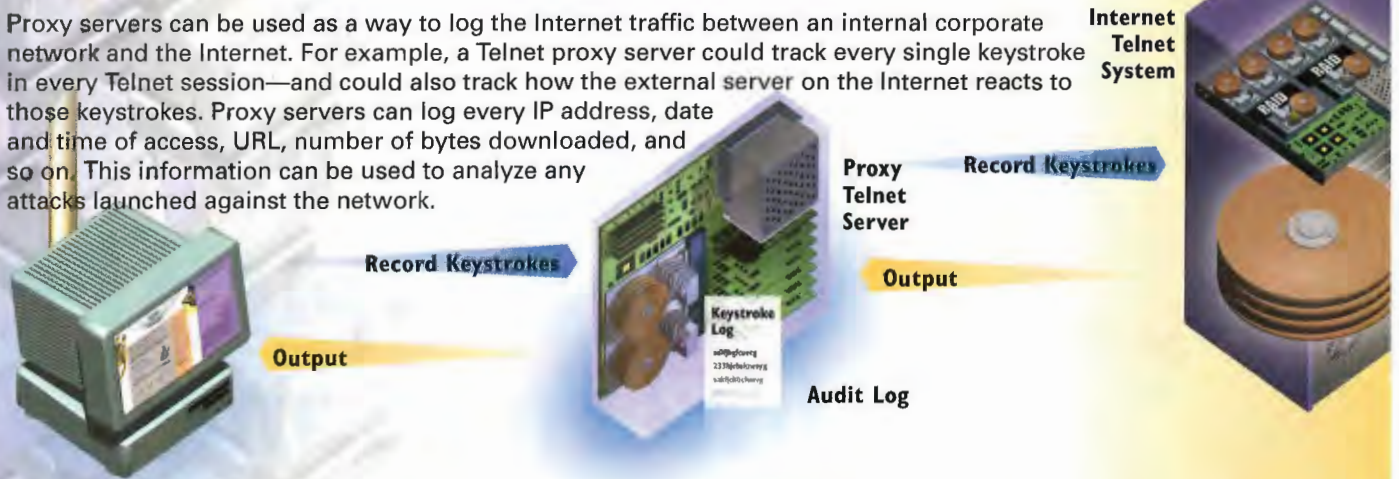 Proxy servers can be used as a way to log the Internet traffic between an internal corporate
network and the Internet. For example, a Telnet proxy server could track every single keystroke
in every Telnet session—and could also track how the external server on the Internet reacts to
those keystrokes. Proxy servers can log every IP address, date
and time of access, URL, number of bytes downloaded, and
so on. This information can be used to analyze any
attacks launched against the network.
Internet
Telnet
System
RAID
RAID
Proxy
Telnet
Server
Record Keystrokes
Record Keystrokes
Output
Output
Keystroke
Log
Audit Log